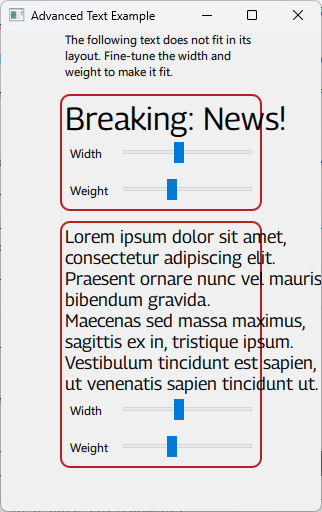 Advanced Text Example
The following text does not fit in its
layout. Fine-tune the width and
weight to make it fit.
Breaking: News!
Width
Weight
Lorem ipsum dolor sit amet,
consectetur adipiscing elit.
Praesent ornare nunc vel mauris
bibendum gravida.
Maecenas sed massa maximus,
sagittis ex in, tristique ipsum.
Vestibulum tincidunt est sapien,
ut venenatis sapien tincidunt ut.
Width
Weight